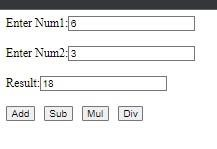 Enter Num1: 6
Enter Num2: 3
Result: 18
Add Sub Mul Div